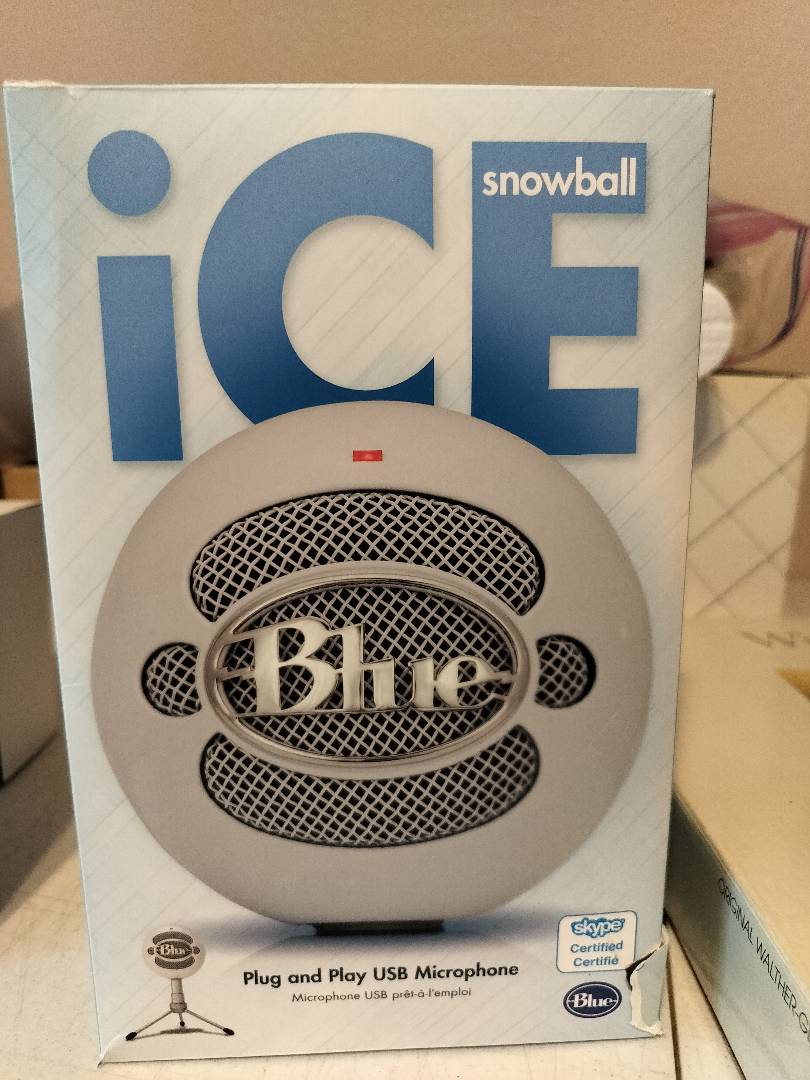 iCE
snowball
Blue
Blue
Plug and Play USB Microphone
Microphone USB prêt-à-l'emploi
skype
Certified
Certifié
Blue
ORIGINAL WALTHER-G